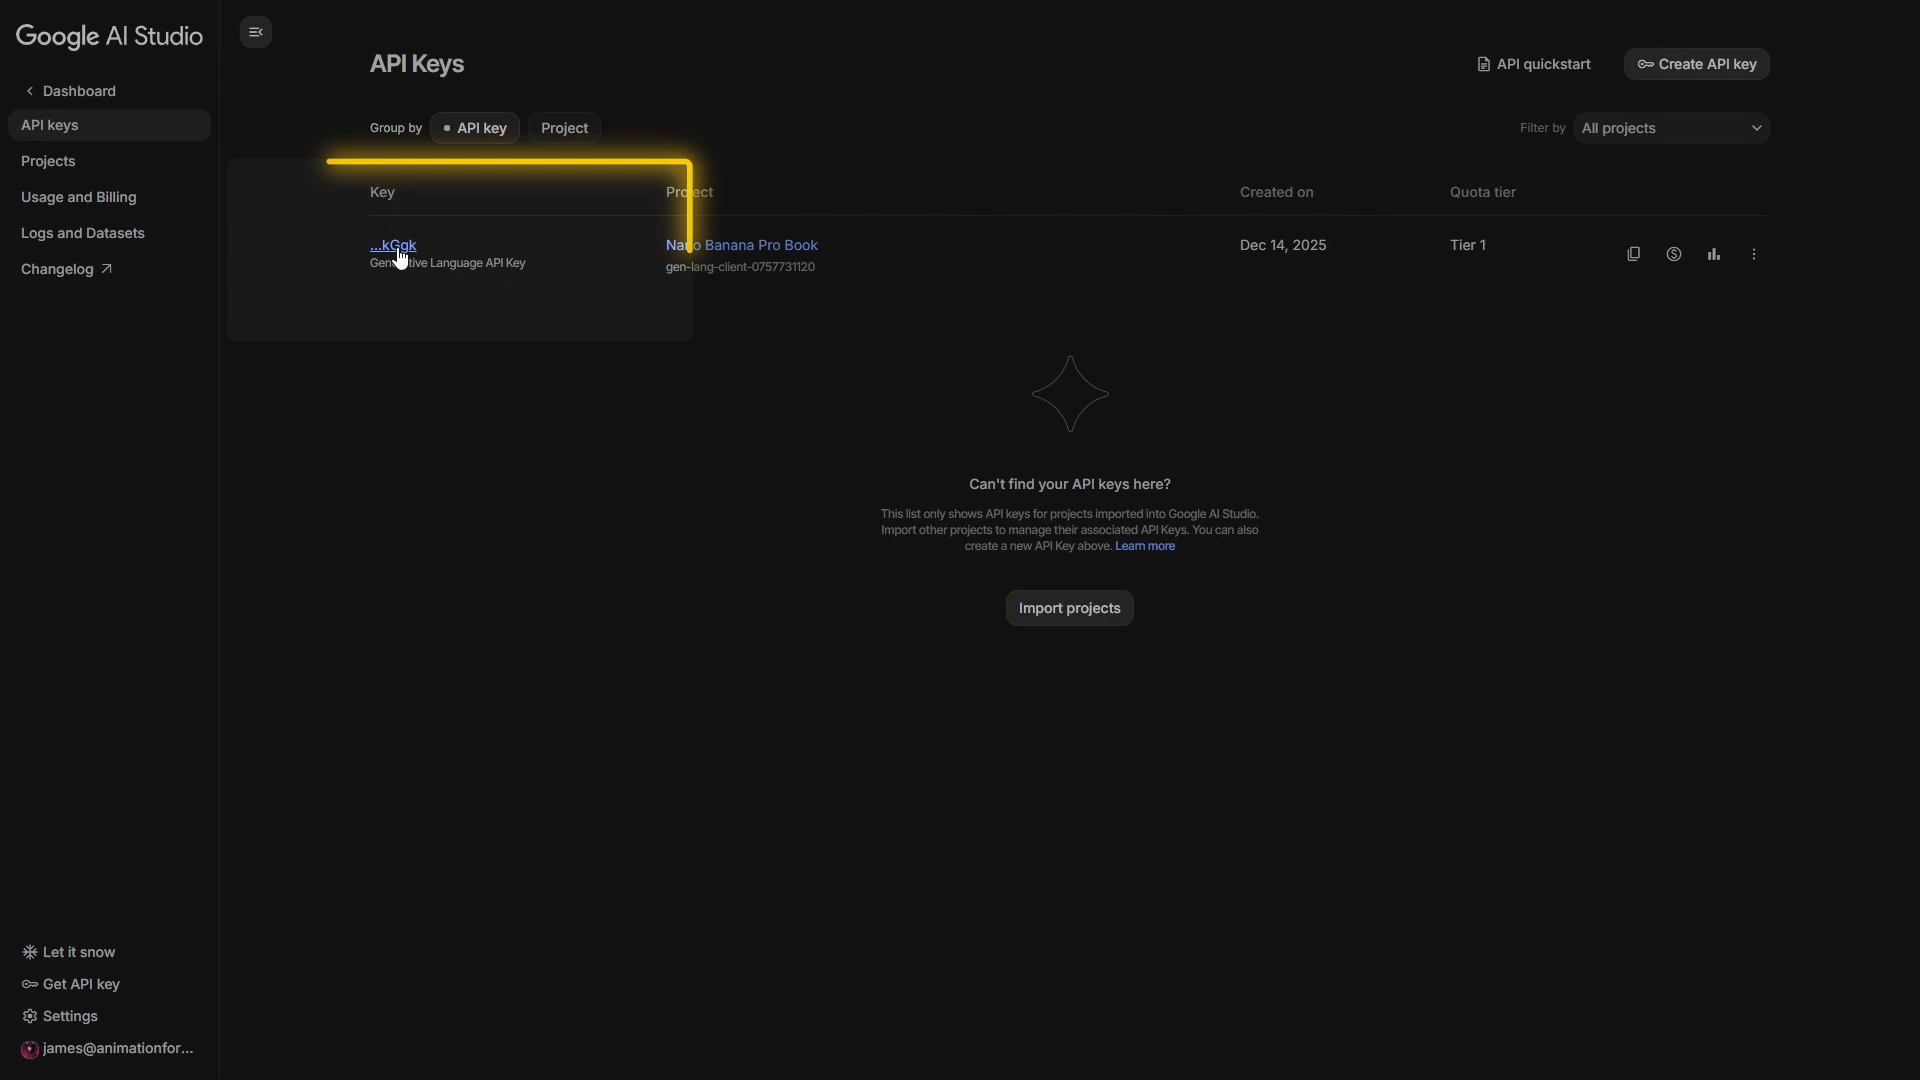 Google AI Studio
Dashboard
API keys
Projects
Usage and Billing
Logs and Datasets
Changelog
API Keys
API quickstart
Create API key
Group by
API key
Project
Filter by
All projects
Key
Project
Created on
Quota tier
...kGgk
Nano Banana Pro Book
Dec 14, 2025
Tier 1
Language API Key
gen-lang-client-0757731120
Can't find your API keys here?
This list only shows API keys for projects imported into Google AI Studio.
Import other projects to manage their associated API Keys. You can also
create a new API Key above. Learn more
Import projects
Let it snow
Get API key
Settings
james@animationfor...